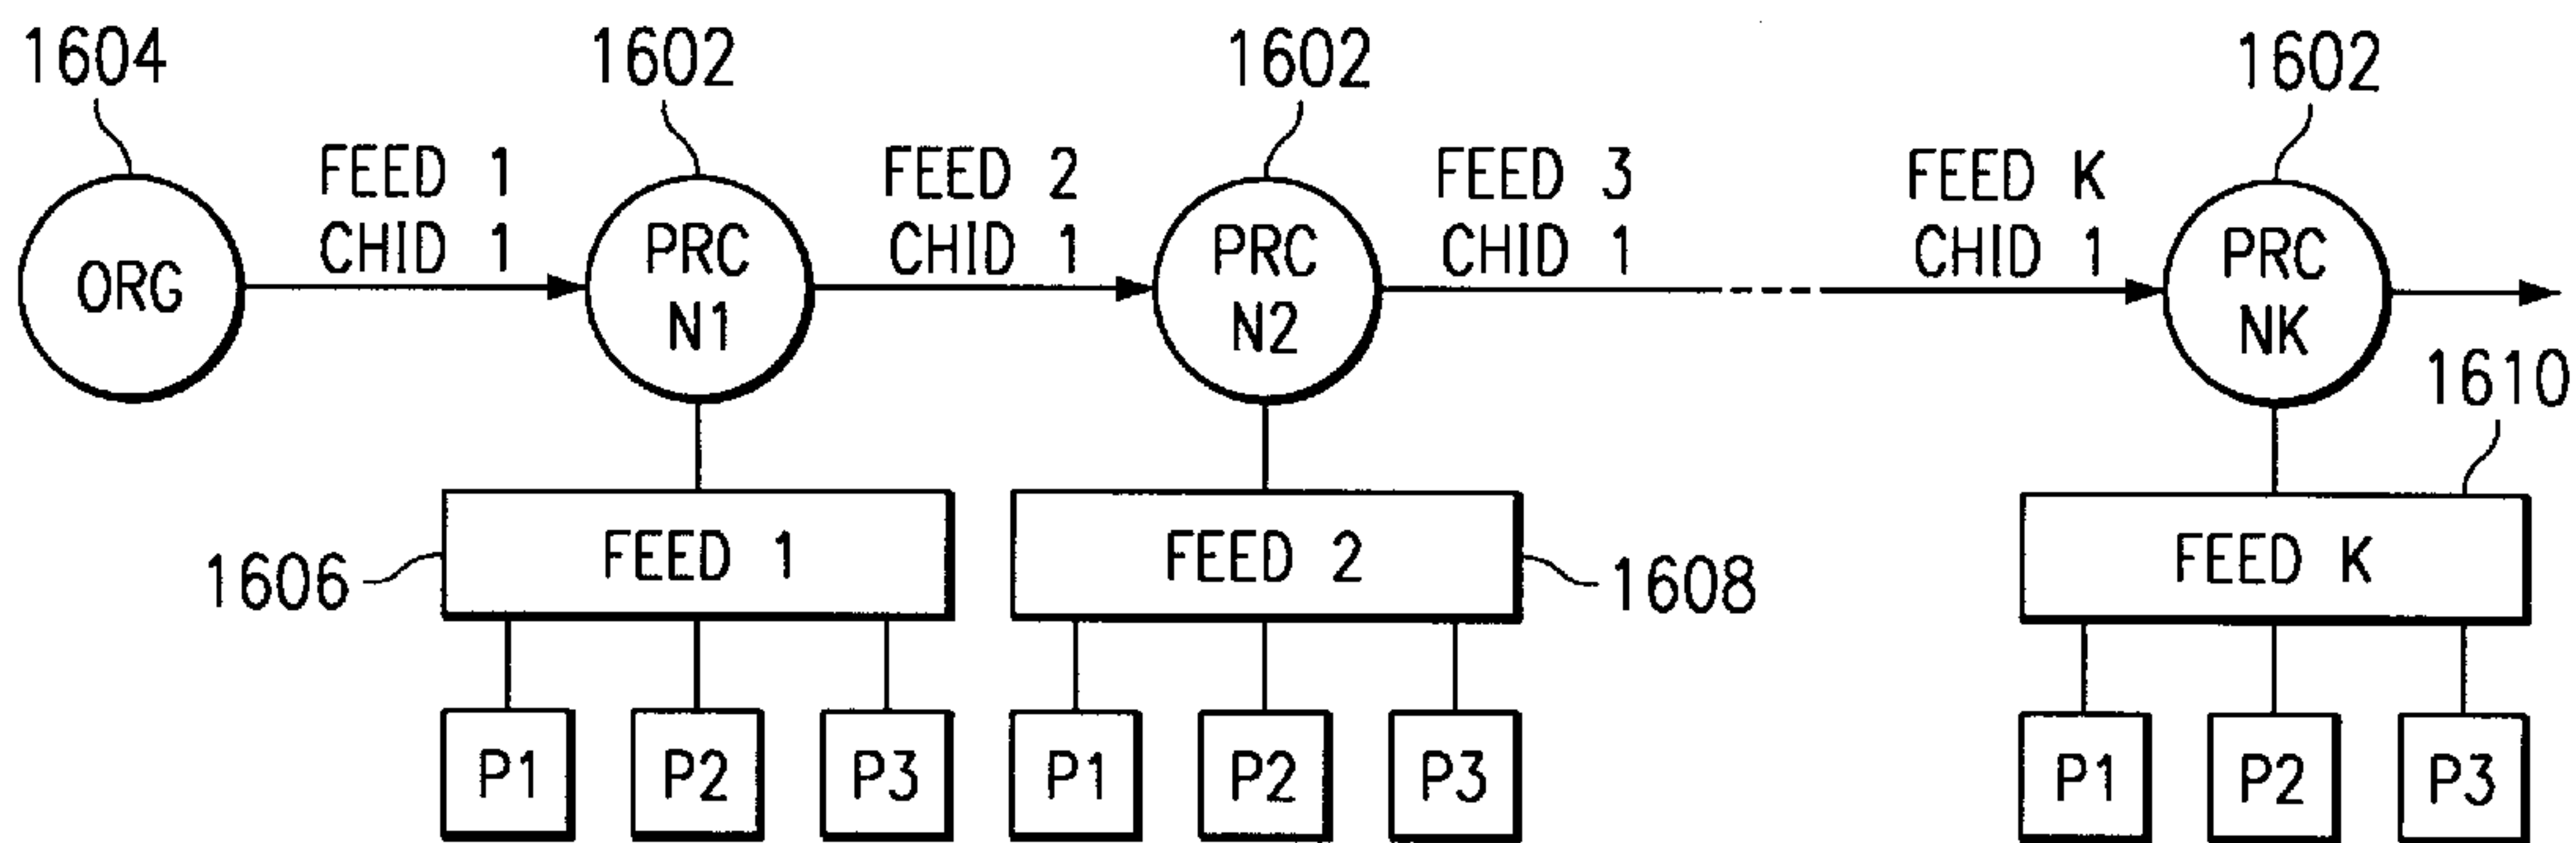 1604
1602
1602
1602
FEED 1
CHID 1
FEED 2
CHID 1
FEED 3
CHID 1
FEED K
CHID 1
ORG
PRC
N1
PRC
N2
PRC
NK
1610
FEED 1
FEED 2
FEED K
1606
1608
P1
P2
P3
P1
P2
P3
P1
P2
P3